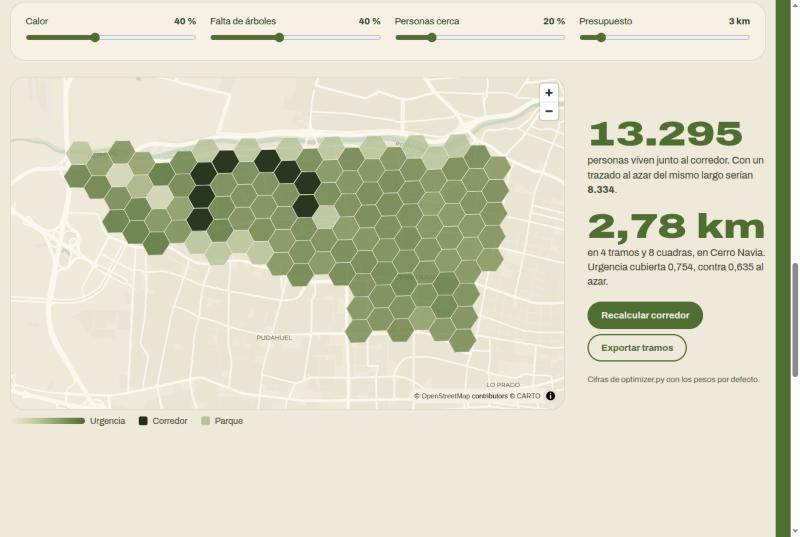 Calor 40 %
Falta de árboles 40 %
Personas cerca 20 %
Presupuesto 3 km
+
−
13.295
personas viven junto al corredor. Con un
trazado al azar del mismo largo serían
8.334.
2,78 km
en 4 tramos y 8 cuadras, en Cerro Navia.
Urgencia cubierta 0,754, contra 0,635 al
azar.
Recalcular corredor
Exportar tramos
Cifras de optimizer.py con los pesos por defecto.
PUDAHUEL
LO PRADO
© OpenStreetMap contributors © CARTO
Urgencia
Corredor
Parque